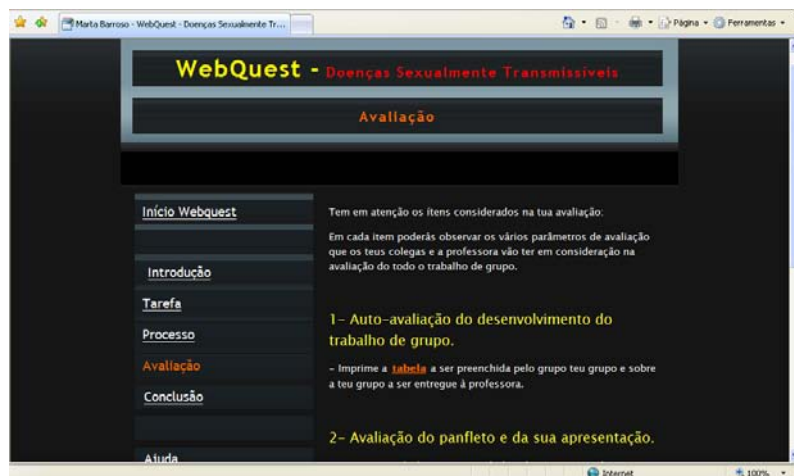 Marta Barroso - WebQuest - Doenças Sexualmente Tr...
Página
Ferramentas
WebQuest - Doenças Sexualmente Transmissíveis
Avaliação
Início Webquest
Introdução
Tarefa
Processo
Avaliação
Conclusão
Ajuda
Tem em atenção os ítens considerados na tua avaliação:
Em cada item poderás observar os vários parâmetros de avaliação
que os teus colegas e a professora vão ter em consideração na
avaliação do todo o trabalho de grupo.
1- Auto-avaliação do desenvolvimento do
trabalho de grupo.
- Imprime a tabela a ser preenchida pelo grupo teu grupo e sobre
a teu grupo a ser entregue à professora.
2- Avaliação do panfleto e da sua apresentação.
Internet
100%